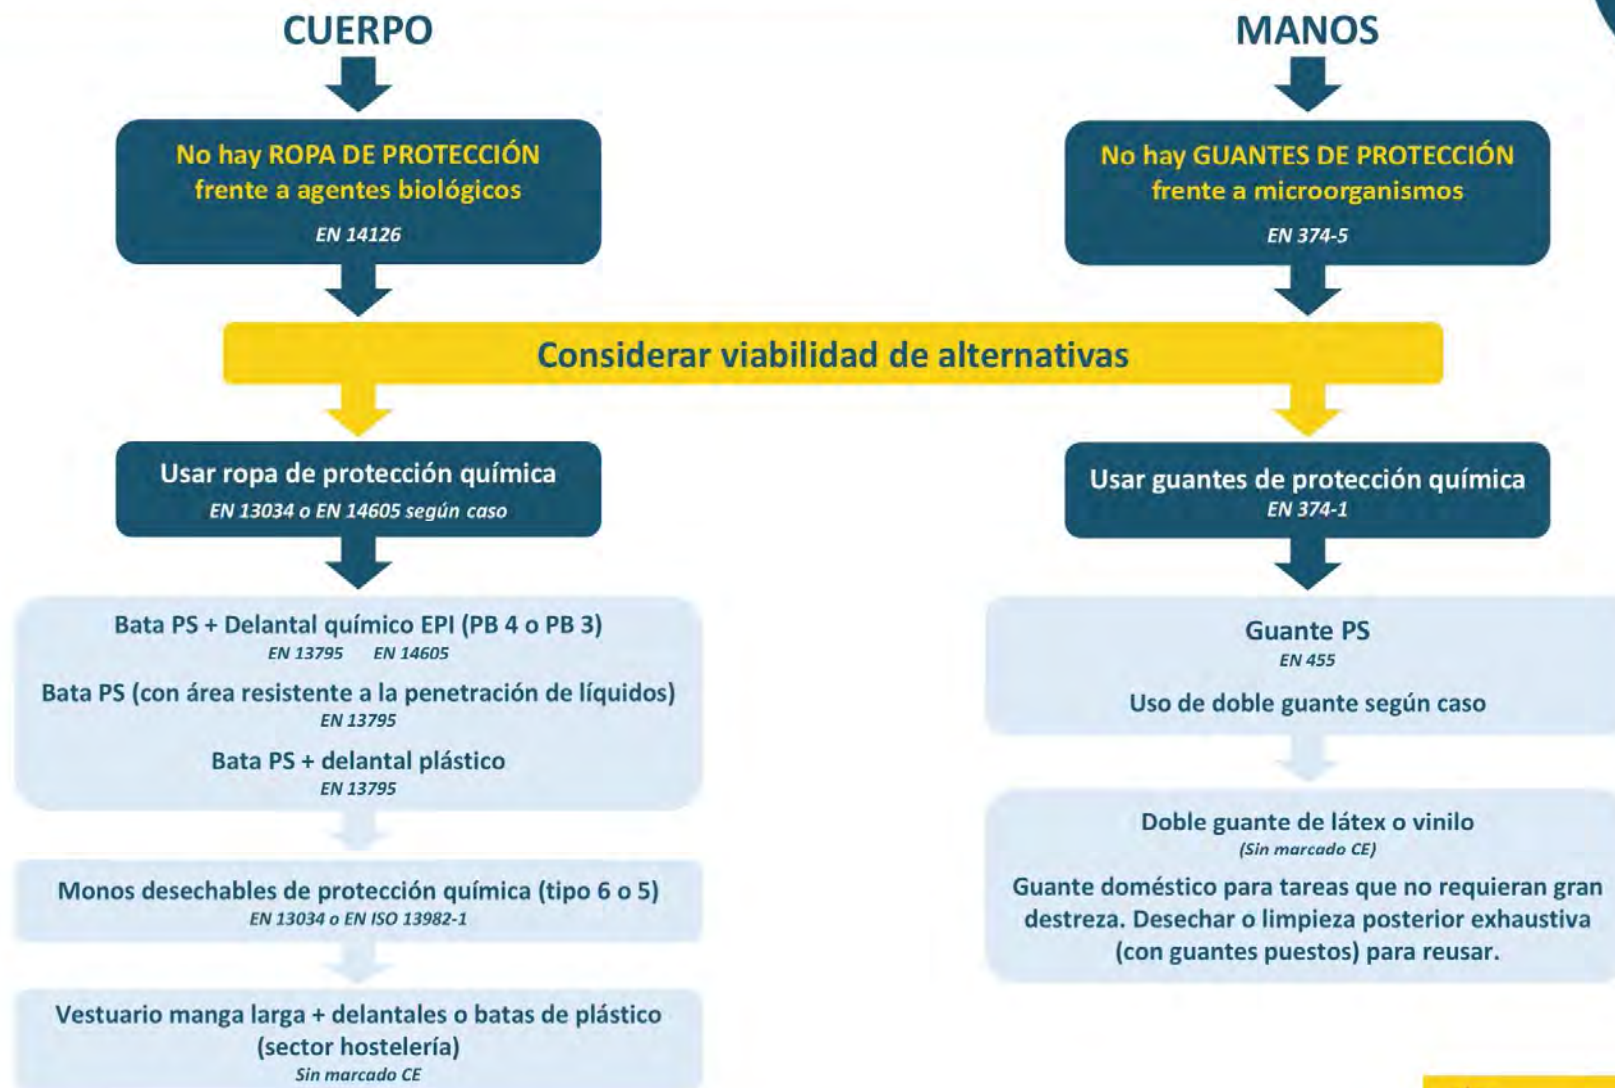 CUERPO
No hay ROPA DE PROTECCIÓN
frente a agentes biológicos
EN 14126
MANOS
No hay GUANTES DE PROTECCIÓN
frente a microorganismos
EN 374-5
Considerar viabilidad de alternativas
Usar ropa de protección química
EN 13034 o EN 14605 según caso
Bata PS + Delantal químico EPI (PB 4 o PB 3)
EN 13795 EN 14605
Bata PS (con área resistente a la penetración de líquidos)
EN 13795
Bata PS + delantal plástico
EN 13795
Monos desechables de protección química (tipo 6 o 5)
EN 13034 o EN ISO 13982-1
Vestuario manga larga + delantales o batas de plástico
(sector hostelería)
Sin marcado CE
Usar guantes de protección química
EN 374-1
Guante PS
EN 455
Uso de doble guante según caso
Doble guante de látex o vinilo
(Sin marcado CE)
Guante doméstico para tareas que no requieran gran
destreza. Desechar o limpieza posterior exhaustiva
(con guantes puestos) para reusar.